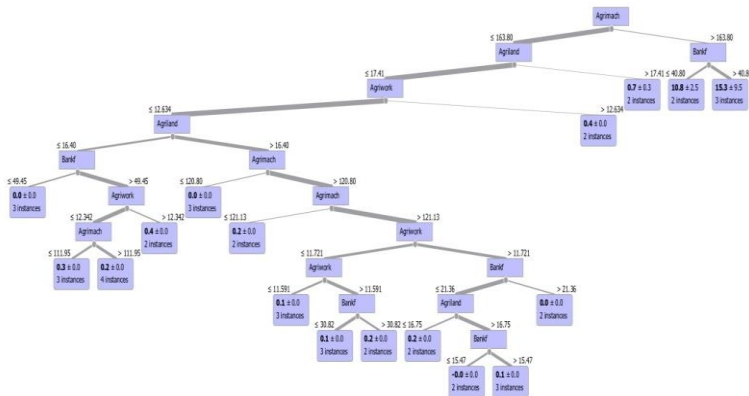 Agrimach
≤ 163.80
> 163.80
Agriland
Bankf
≤ 17.41
> 17.41
≤ 40.80
> 40.8
Agriwork
0.7 ± 0.3
2 instances
10.8 ± 2.5
2 instances
15.3 ± 9.5
3 instances
≤ 12.634
> 12.634
Agriland
0.4 ± 0.0
2 instances
≤ 16.40
> 16.40
Bankf
Agrimach
≤ 49.45
> 49.45
≤ 120.80
> 120.80
0.0 ± 0.0
3 instances
Agriwork
0.0 ± 0.0
3 instances
Agrimach
≤ 12.342
> 12.342
≤ 121.13
> 121.13
Agrimach
0.4 ± 0.0
2 instances
0.2 ± 0.0
2 instances
Agriwork
≤ 111.95
> 111.95
≤ 11.721
> 11.721
0.3 ± 0.0
3 instances
0.2 ± 0.0
4 instances
Agriwork
Bankf
≤ 11.591
> 11.591
≤ 21.36
> 21.36
0.1 ± 0.0
3 instances
Bankf
Agriland
0.0 ± 0.0
2 instances
≤ 30.82
> 30.82
≤ 16.75
> 16.75
0.1 ± 0.0
3 instances
0.2 ± 0.0
2 instances
0.2 ± 0.0
2 instances
Bankf
≤ 15.47
> 15.47
-0.0 ± 0.0
2 instances
0.1 ± 0.0
3 instances